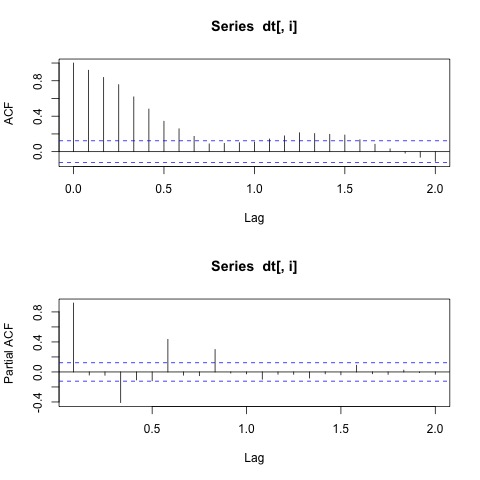 Series dt[, i]
ACF
0.0 0.4 0.8
0.0 0.5 1.0 1.5 2.0
Lag
Series dt[, i]
Partial ACF
-0.4 0.0 0.4 0.8
0.5 1.0 1.5 2.0
Lag